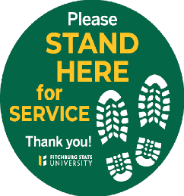 Please
STAND
HERE
for
SERVICE
Thank you!
FITCHBURG STATE
UNIVERSITY